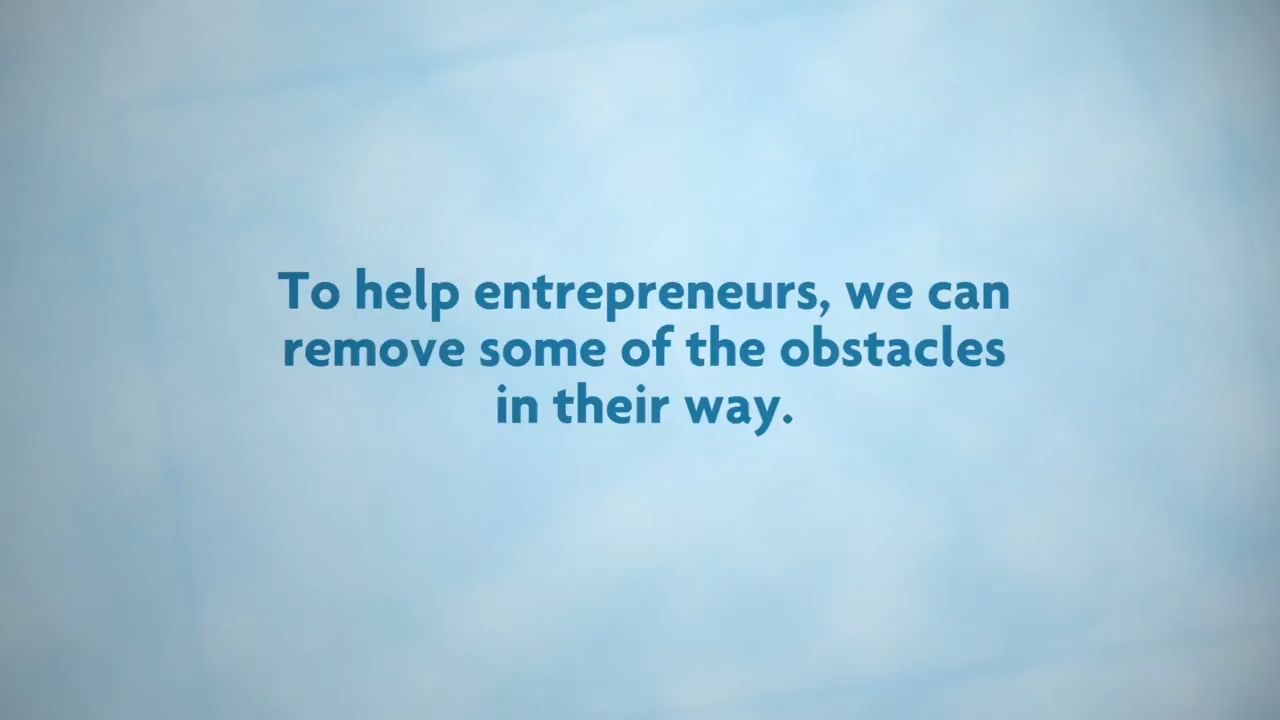 To help entrepreneurs, we can
remove some of the obstacles
in their way.